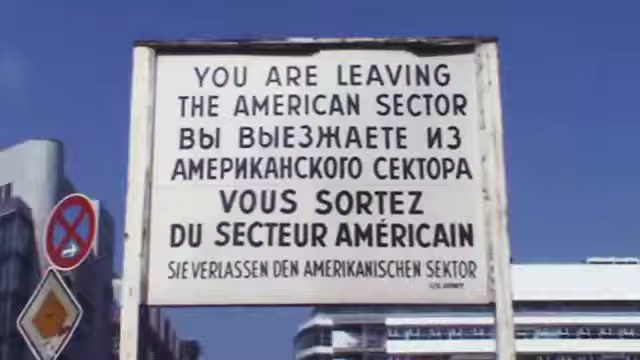 YOU ARE LEAVING
THE AMERICAN SECTOR
ВЫ ВЫЕЗЖАЕТЕ ИЗ
АМЕРИКАНСКОГО СЕКТОРА
VOUS SORTEZ
DU SECTEUR AMÉRICAIN
SIE VERLASSEN DEN AMERIKANISCHEN SEKTOR